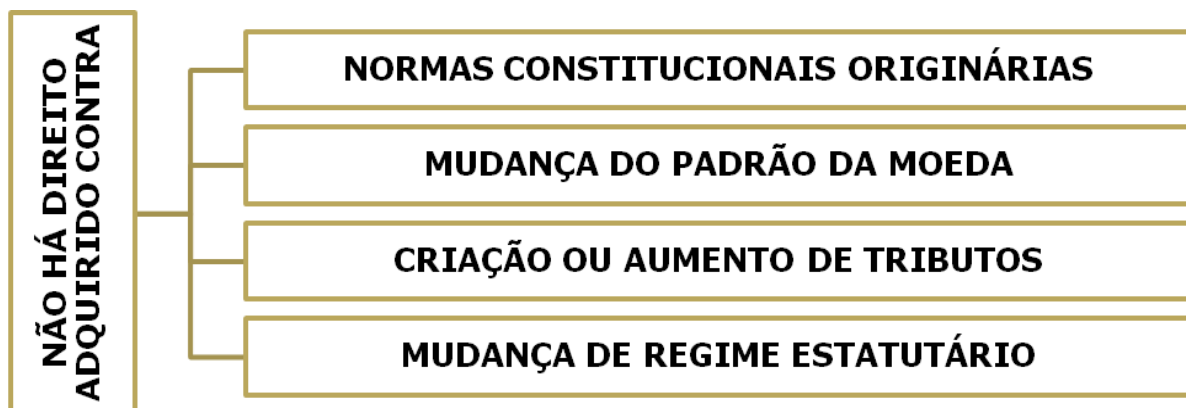 NÃO HÁ DIREITO
ADQUIRIDO CONTRA
NORMAS CONSTITUCIONAIS ORIGINÁRIAS
MUDANÇA DO PADRÃO DA MOEDA
CRIAÇÃO OU AUMENTO DE TRIBUTOS
MUDANÇA DE REGIME ESTATUTÁRIO